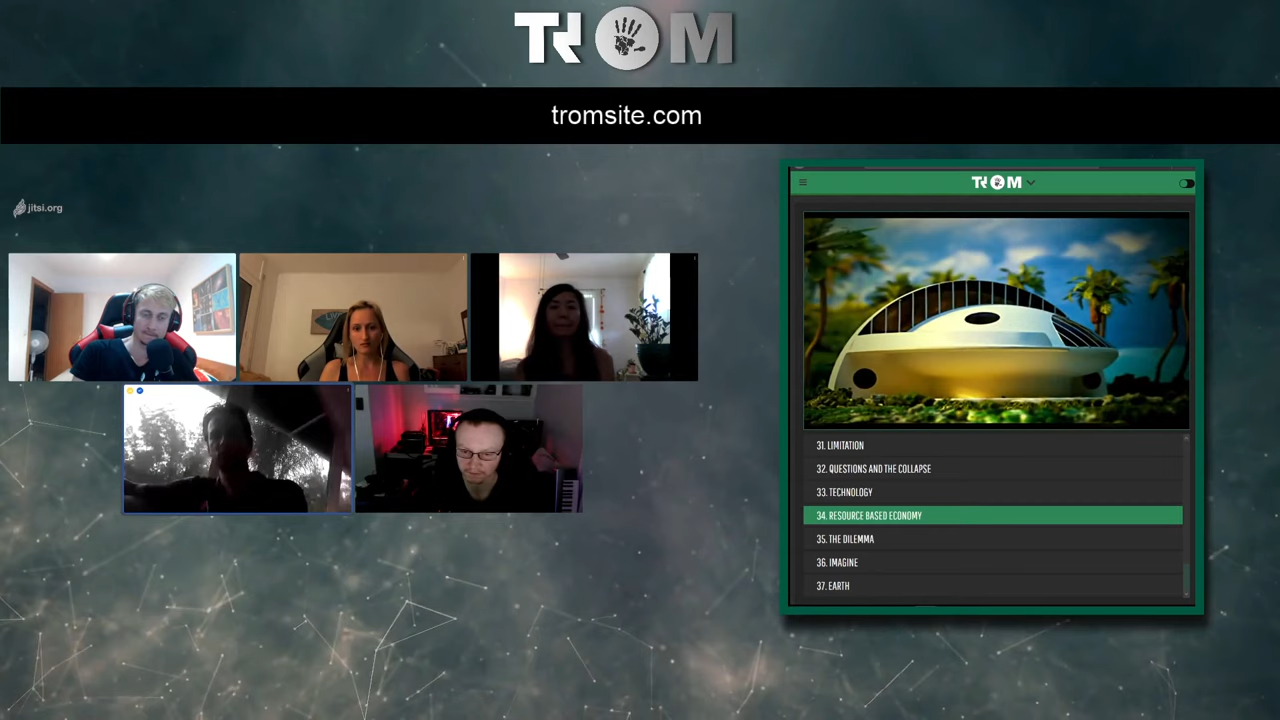 TROM
tromsite.com
jitsi.org
LIVE
TROM
31. LIMITATION
32. QUESTIONS AND THE COLLAPSE
33. TECHNOLOGY
34. RESOURCE BASED ECONOMY
35. THE DILEMMA
36. IMAGINE
37. EARTH